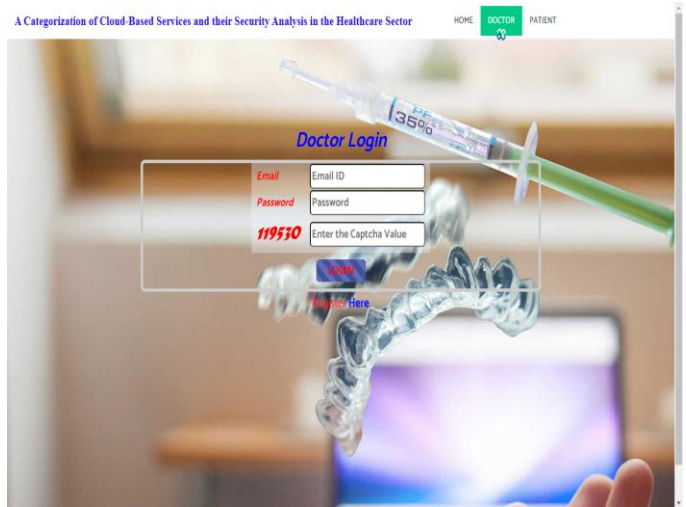 A Categorization of Cloud-Based Services and their Security Analysis in the Healthcare Sector
HOME DOCTOR PATIENT
PF
35%
Doctor Login
Email Email ID
Password Password
119530 Enter the Captcha Value
LOGIN
Register Here